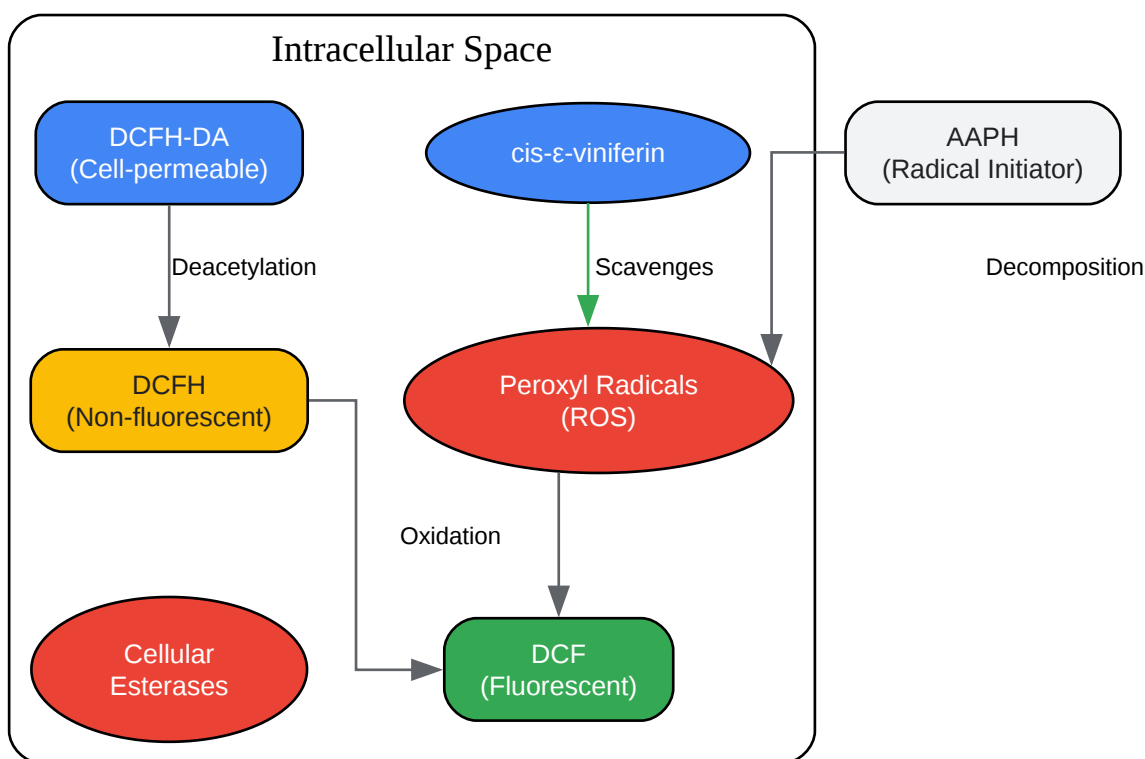 Intracellular Space
DCFH-DA
(Cell-permeable)
cis-ε-viniferin
AAPH
(Radical Initiator)
Deacetylation
Scavenges
Decomposition
DCFH
(Non-fluorescent)
Peroxyl Radicals
(ROS)
Oxidation
Cellular
Esterases
DCF
(Fluorescent)